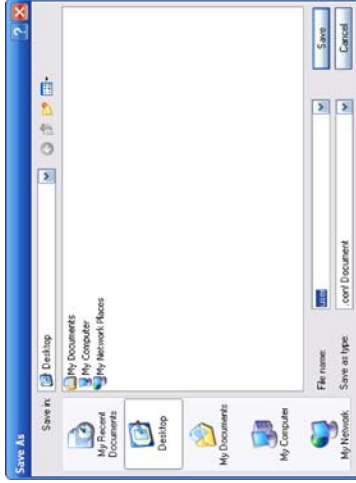 Save As
Save in:
Desktop
My Recent
Documents
Desktop
My Documents
My Computer
My Network
My Documents
My Computer
My Network Places
File name:
Save as type:
.conf Document
Save
Cancel